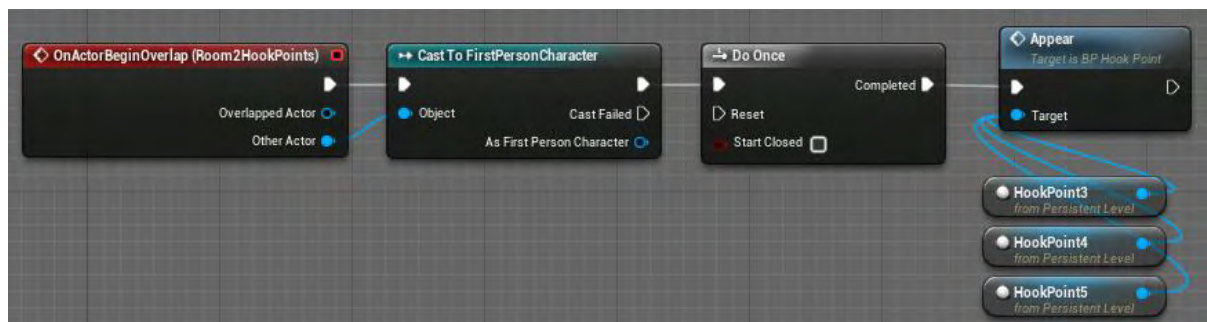 OnActorBeginOverlap (Room2HookPoints)
Overlapped Actor
Other Actor
Cast To FirstPersonCharacter
Object
Cast Failed
As First Person Character
Do Once
Completed
Reset
Start Closed
Appear
Target is BP Hook Point
Target
HookPoint3
from Persistent Level
HookPoint4
from Persistent Level
HookPoint5
from Persistent Level